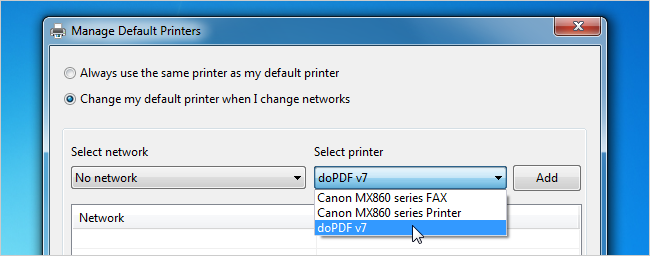 Manage Default Printers
Always use the same printer as my default printer
Change my default printer when I change networks
Select network Select printer
No network doPDF v7 Add
Canon MX860 series FAX
Canon MX860 series Printer
Network
doPDF v7